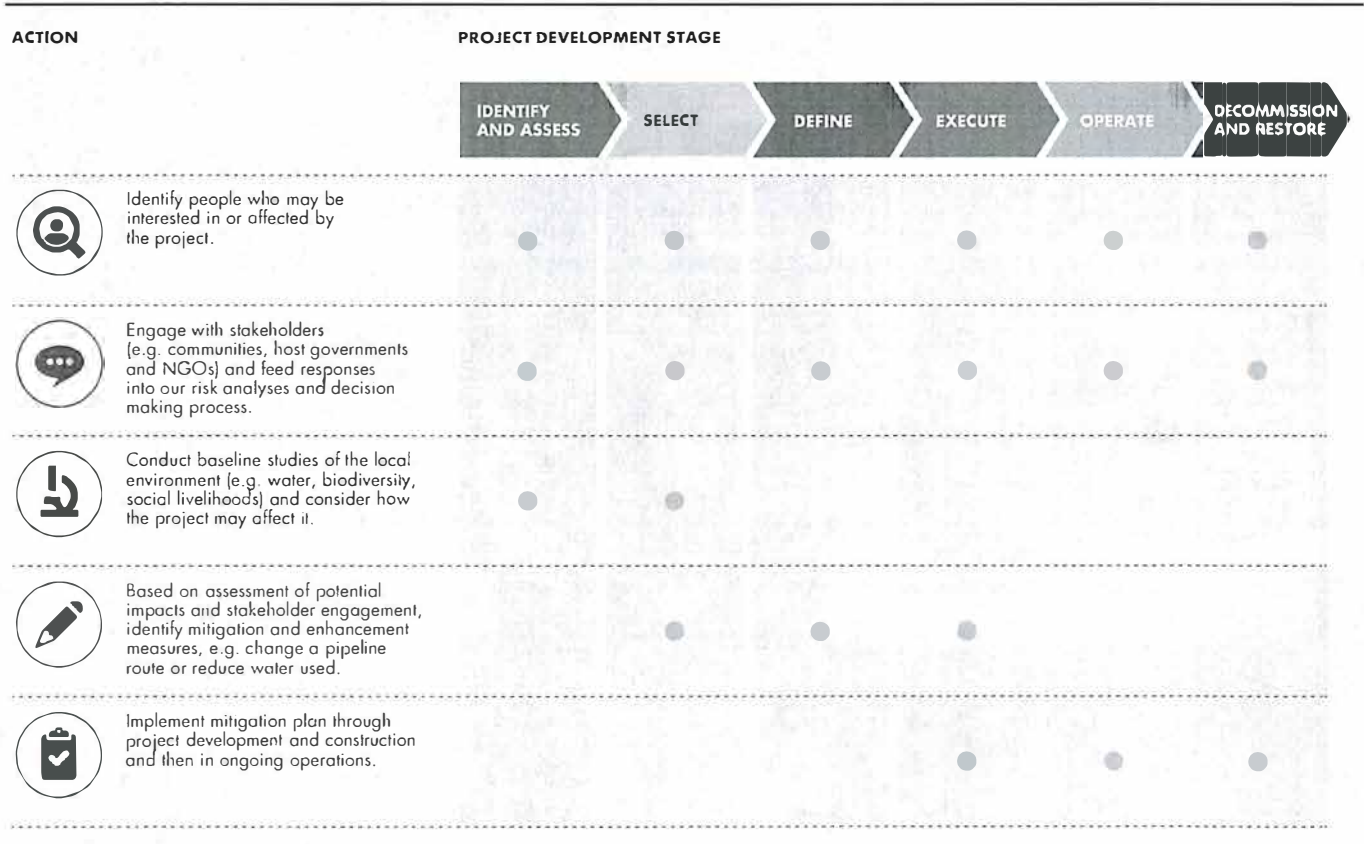 ACTION
PROJECT DEVELOPMENT STAGE
IDENTIFY
AND ASSESS
SELECT
DEFINE
EXECUTE
OPERATE
DECOMMISSION
AND RESTORE
Identify people who may be
interested in or affected by
the project.
Engage with stakeholders
(e.g. communities, host governments
and NGOs) and feed responses
into our risk analyses and decision
making process.
Conduct baseline studies of the local
environment (e.g. water, biodiversity,
social livelihoods) and consider how
the project may affect it.
Based on assessment of potential
impacts and stakeholder engagement,
identify mitigation and enhancement
measures, e.g. change a pipeline
route or reduce water used.
Implement mitigation plan through
project development and construction
and then in ongoing operations.